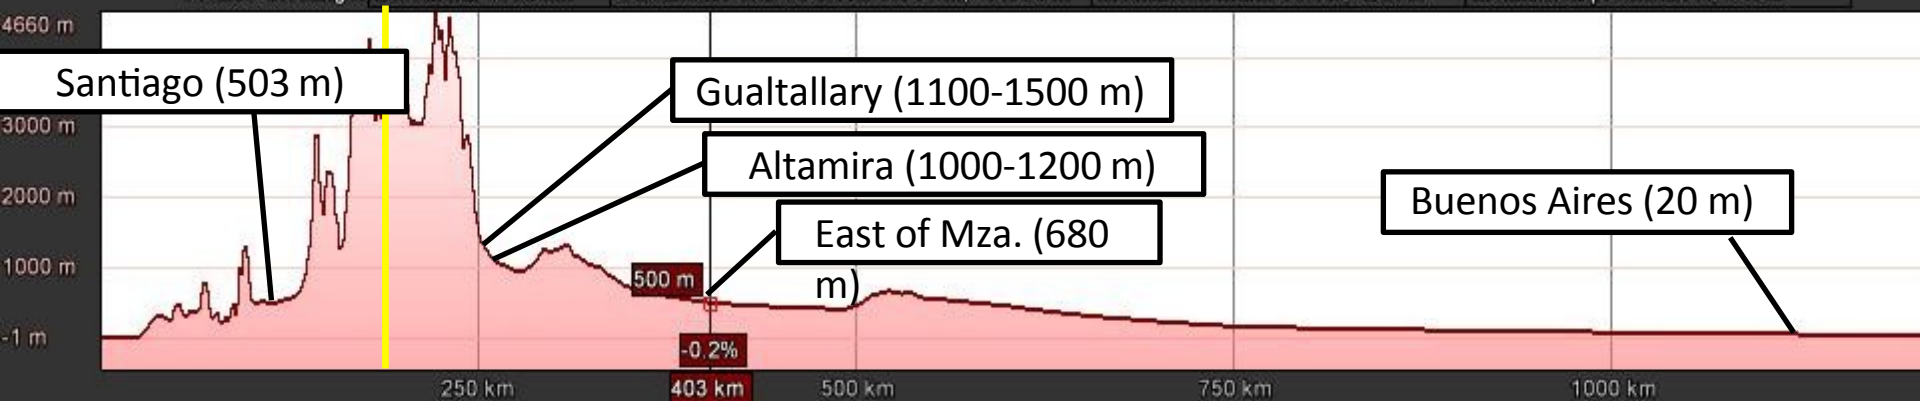 4660 m
Santiago (503 m)
Gualtallary (1100-1500 m)
3000 m
Altamira (1000-1200 m)
2000 m
Buenos Aires (20 m)
East of Mza. (680
m)
1000 m
500 m
-1 m
-0.2%
250 km
403 km
500 km
750 km
1000 km